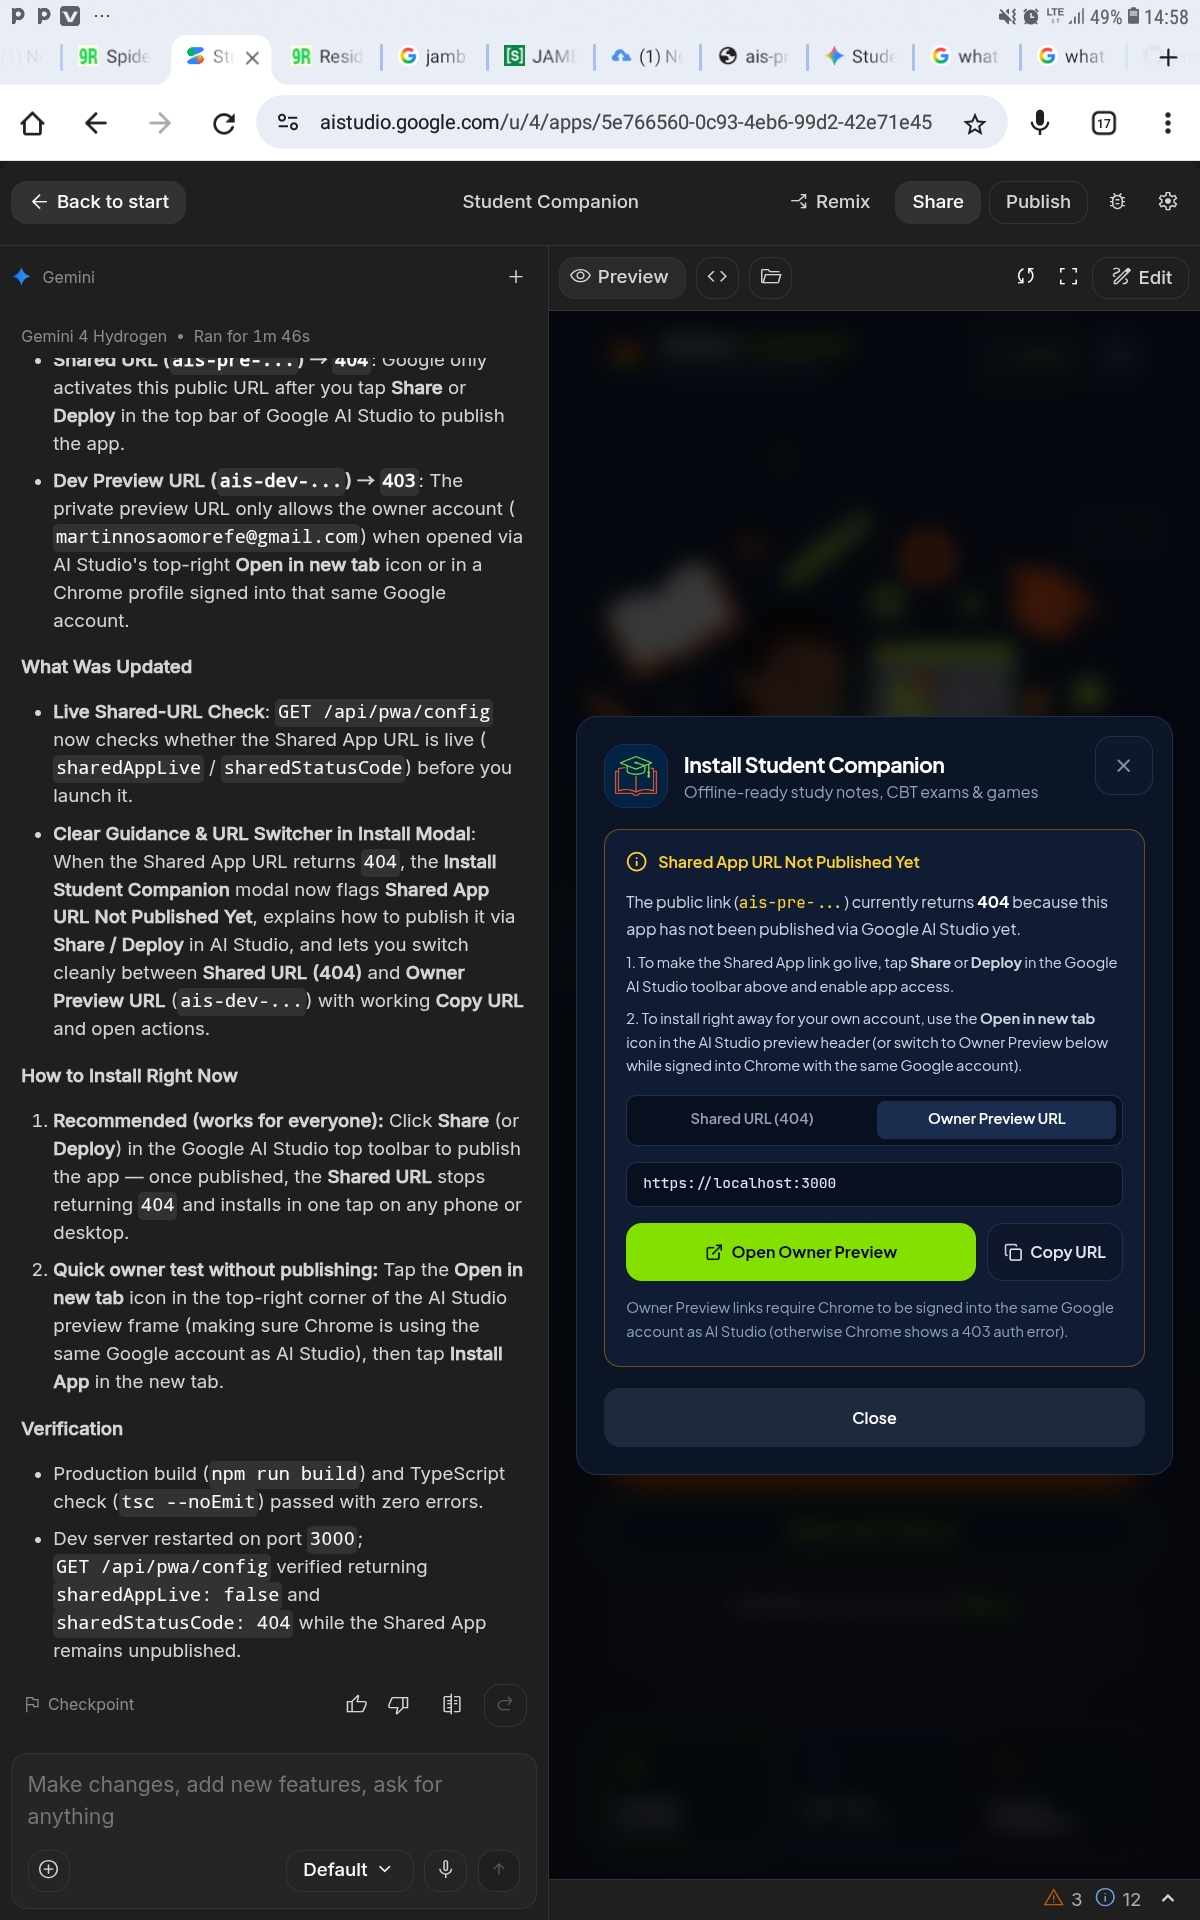 LTE 49% 14:58
(1) Ne
Spide
Stu
Resid
jamb
JAME
(1) Ne
ais-pr
Stude
what
what
aistudio.google.com/u/4/apps/5e766560-0c93-4eb6-99d2-42e71e45
17
Back to start
Student Companion
Remix
Share
Publish
Gemini
Preview
Edit
Gemini 4 Hydrogen • Ran for 1m 46s
• Shared URL (ais-pre-...) → 404: Google only
activates this public URL after you tap Share or
Deploy in the top bar of Google AI Studio to publish
the app.
• Dev Preview URL (ais-dev-...) → 403: The
private preview URL only allows the owner account (
martinnosaomorefe@gmail.com) when opened via
AI Studio's top-right Open in new tab icon or in a
Chrome profile signed into that same Google
account.
What Was Updated
• Live Shared-URL Check: GET /api/pwa/config
now checks whether the Shared App URL is live (
sharedAppLive / sharedStatusCode) before you
launch it.
• Clear Guidance & URL Switcher in Install Modal:
When the Shared App URL returns 404, the Install
Student Companion modal now flags Shared App
URL Not Published Yet, explains how to publish it via
Share / Deploy in AI Studio, and lets you switch
cleanly between Shared URL (404) and Owner
Preview URL (ais-dev-...) with working Copy URL
and open actions.
How to Install Right Now
1. Recommended (works for everyone): Click Share (or
Deploy) in the Google AI Studio top toolbar to publish
the app — once published, the Shared URL stops
returning 404 and installs in one tap on any phone or
desktop.
2. Quick owner test without publishing: Tap the Open in
new tab icon in the top-right corner of the AI Studio
preview frame (making sure Chrome is using the
same Google account as AI Studio), then tap Install
App in the new tab.
Verification
• Production build (npm run build) and TypeScript
check (tsc --noEmit) passed with zero errors.
• Dev server restarted on port 3000;
GET /api/pwa/config verified returning
sharedAppLive: false and
sharedStatusCode: 404 while the Shared App
remains unpublished.
Checkpoint
Make changes, add new features, ask for
anything
Default
Install Student Companion
Offline-ready study notes, CBT exams & games
Shared App URL Not Published Yet
The public link (ais-pre-...) currently returns 404 because this
app has not been published via Google AI Studio yet.
1. To make the Shared App link go live, tap Share or Deploy in the Google
AI Studio toolbar above and enable app access.
2. To install right away for your own account, use the Open in new tab
icon in the AI Studio preview header (or switch to Owner Preview below
while signed into Chrome with the same Google account).
Shared URL (404)
Owner Preview URL
https://localhost:3000
Open Owner Preview
Copy URL
Owner Preview links require Chrome to be signed into the same Google
account as AI Studio (otherwise Chrome shows a 403 auth error).
Close
3
12